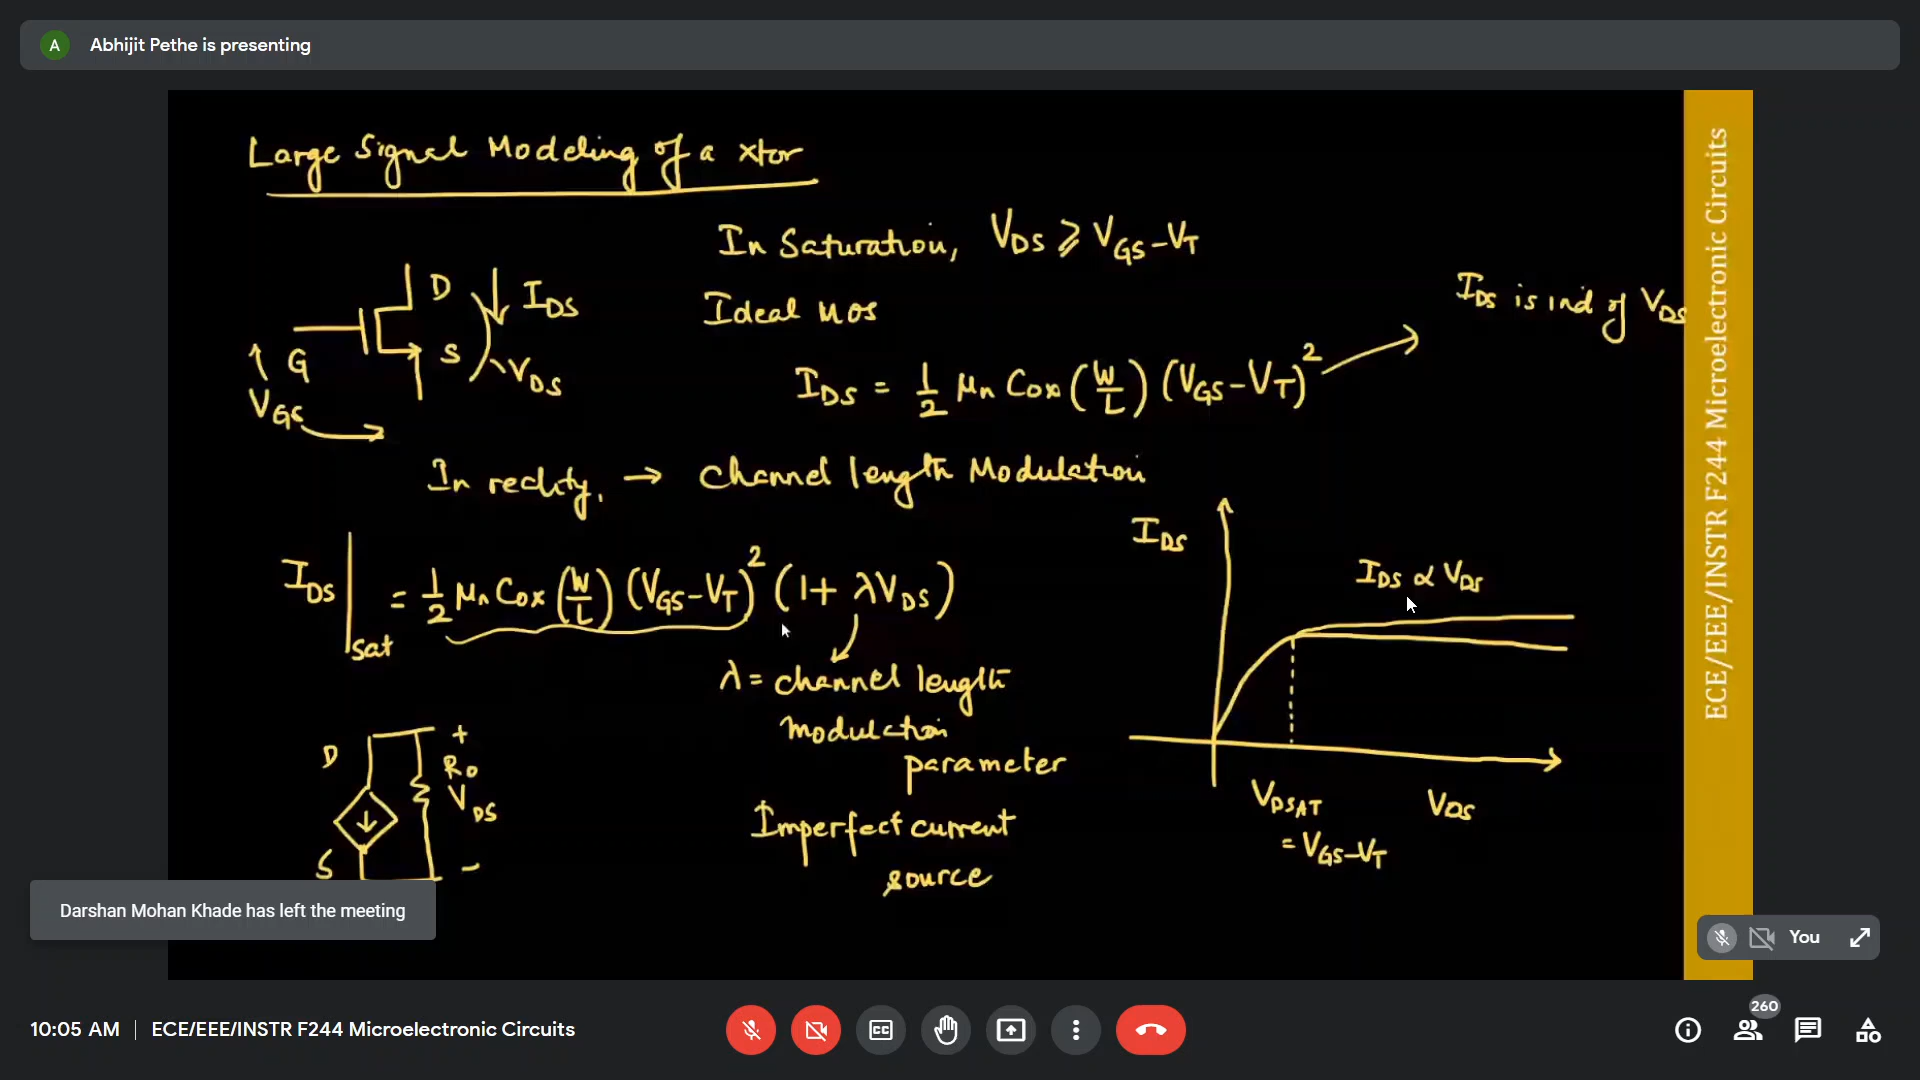 A
Abhijit Pethe is presenting
Large Signal Modeling of a xtor
In Saturation, VDS ⩾ VGS-VT
D
IDS
G
S
VDS
VGS
Ideal MOS
IDS is ind of VDS
IDS = 1/2 μn Cox (W/L) (VGS-VT)²
In reality, → Channel length Modulation
IDS|sat = 1/2 μn Cox (W/L) (VGS-VT)² (1+ λVDS)
λ = channel length
modulation
parameter
Imperfect current
source
IDS
IDS ∝ VDS
VDSAT
= VGS-VT
VDS
D
+
Ro
VDS
S
-
ECE/EEE/INSTR F244 Microelectronic Circuits
Darshan Mohan Khade has left the meeting
You
10:05 AM | ECE/EEE/INSTR F244 Microelectronic Circuits
CC
260